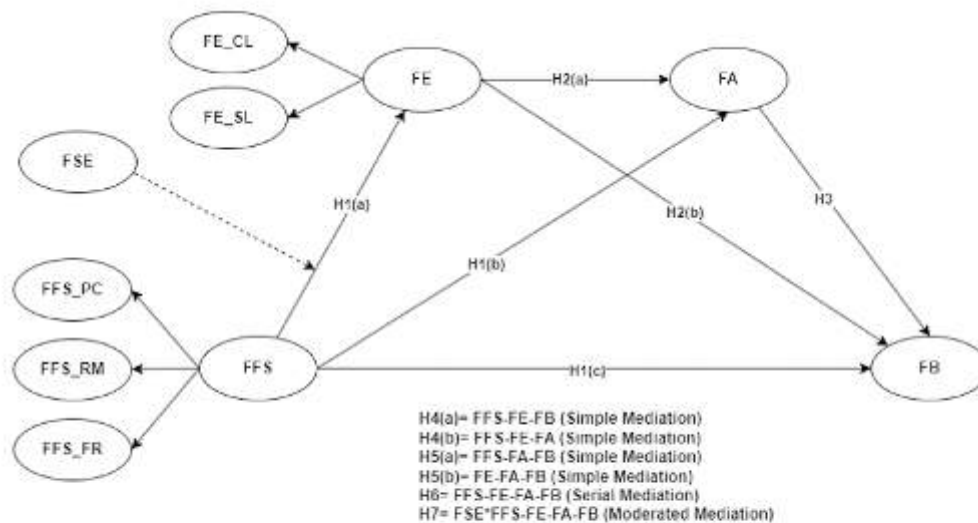 FE_CL
FE
H2(a)
FA
FE_SL
FSE
H1(a)
H2(b)
H3
H1(b)
FFS_PC
FFS_RM
FFS
H1(c)
FB
FFS_FR
H4(a)= FFS-FE-FB (Simple Mediation)
H4(b)= FFS-FE-FA (Simple Mediation)
H5(a)= FFS-FA-FB (Simple Mediation)
H5(b)= FE-FA-FB (Simple Mediation)
H6= FFS-FE-FA-FB (Serial Mediation)
H7= FSE*FFS-FE-FA-FB (Moderated Mediation)